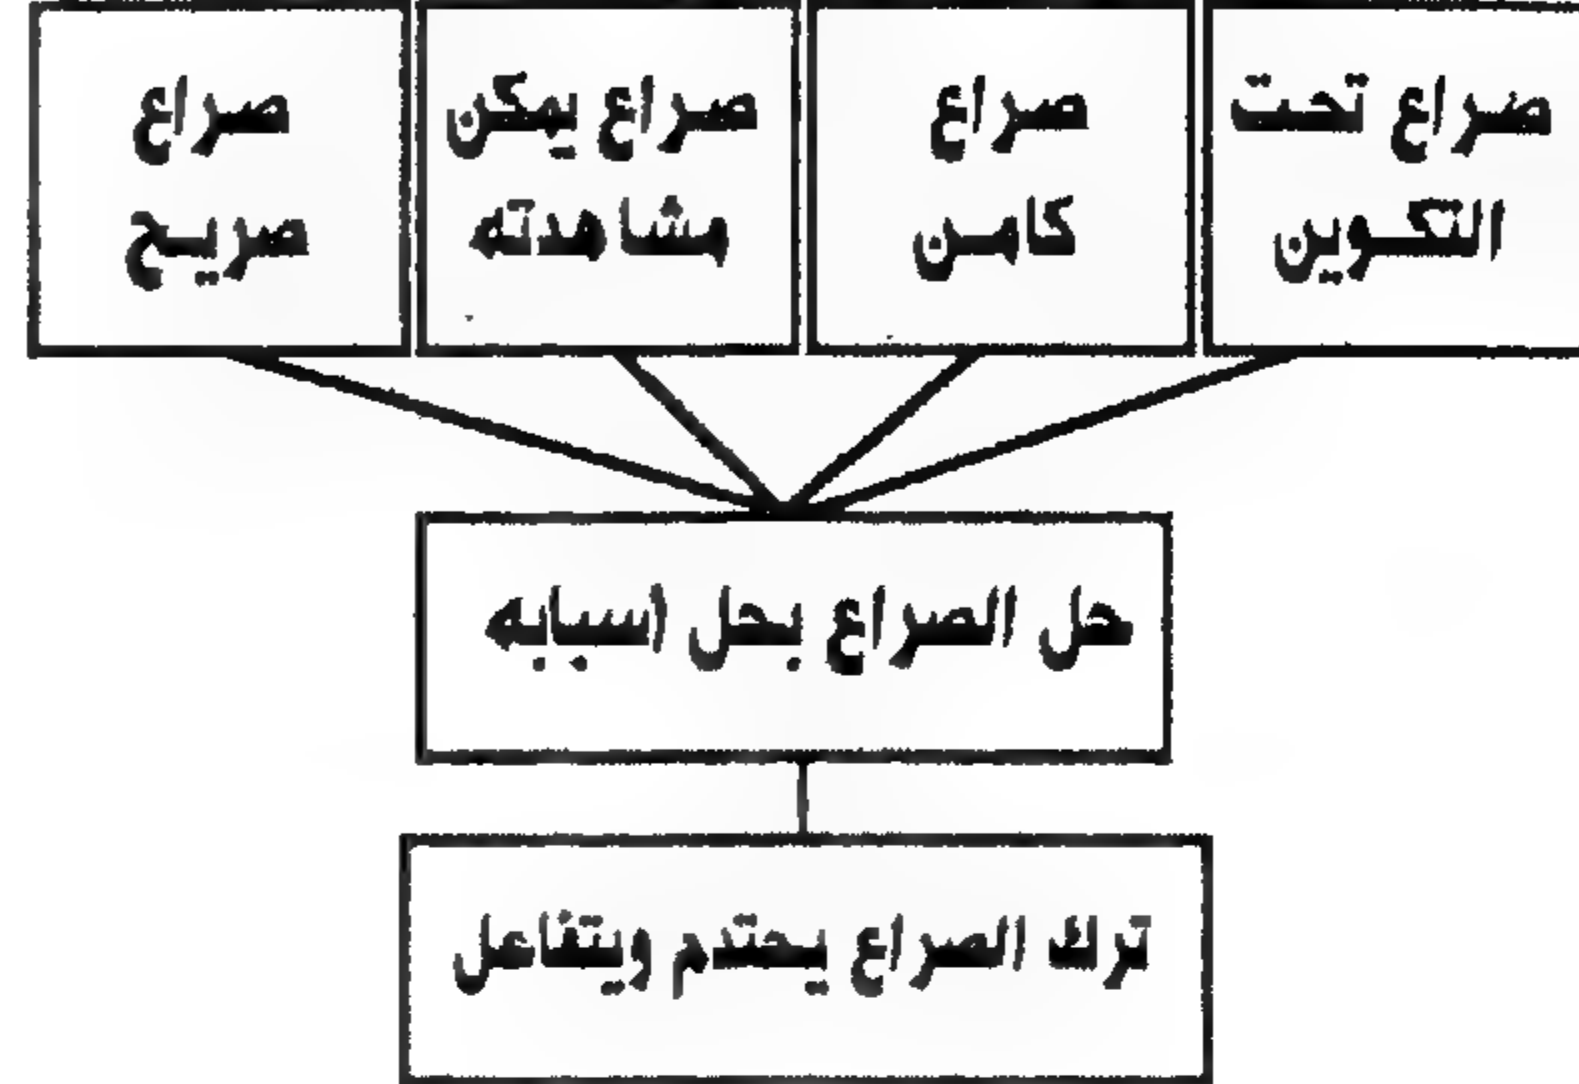 صراع تحت
التكوين
صراع
كامن
صراع يمكن
مشاهدته
صراع
صريح
حل الصراع بحل اسبابه
ترك الصراع يحتدم ويتفاعل